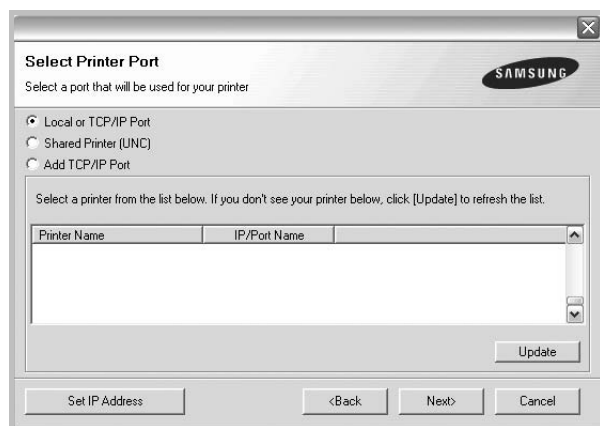 Select Printer Port
Select a port that will be used for your printer
SAMSUNG
Local or TCP/IP Port
Shared Printer (UNC)
Add TCP/IP Port
Select a printer from the list below. If you don't see your printer below, click [Update] to refresh the list.
Printer Name IP/Port Name
Update
Set IP Address <Back Next> Cancel